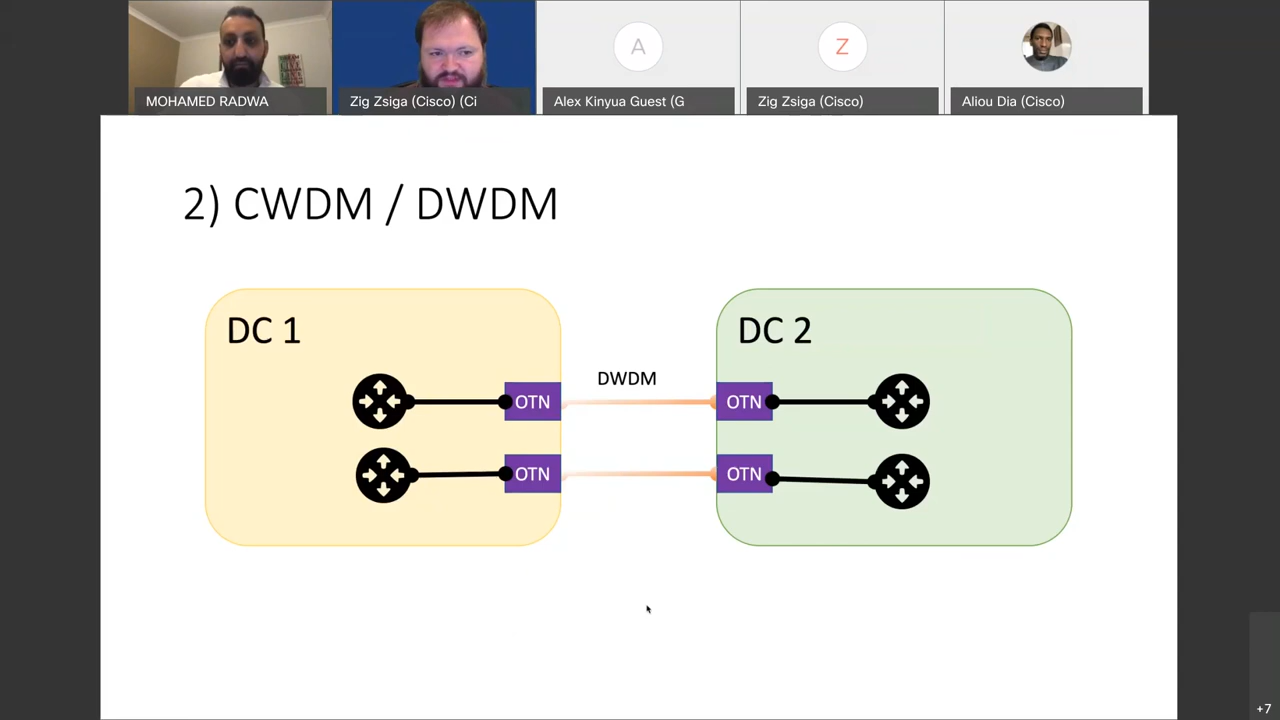 MOHAMED RADWA
Zig Zsiga (Cisco) (Ci
A
Alex Kinyua Guest (G
Z
Zig Zsiga (Cisco)
Aliou Dia (Cisco)
2) CWDM / DWDM
DC 1
DC 2
DWDM
OTN
OTN
OTN
OTN
+7